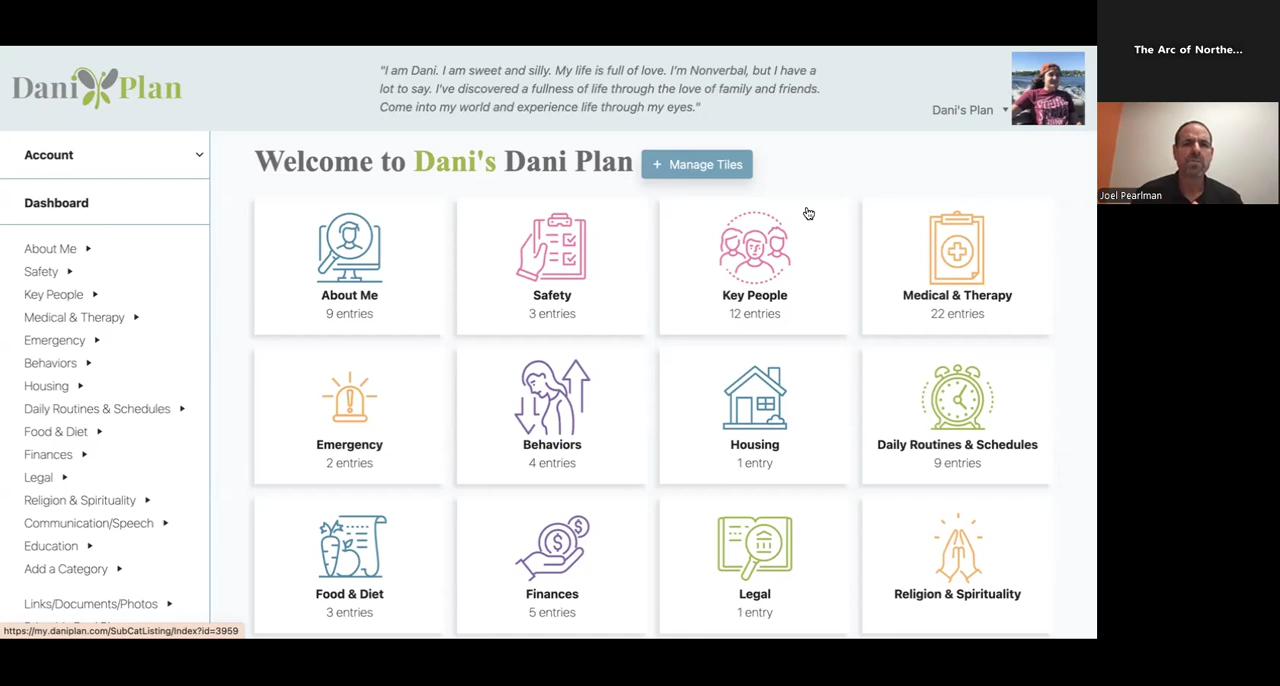 The Arc of Northe...
Joel Pearlman
Dani Plan
"I am Dani. I am sweet and silly. My life is full of love. I'm Nonverbal, but I have a
lot to say. I've discovered a fullness of life through the love of family and friends.
Come into my world and experience life through my eyes."
Dani's Plan
Account
Dashboard
About Me
Safety
Key People
Medical & Therapy
Emergency
Behaviors
Housing
Daily Routines & Schedules
Food & Diet
Finances
Legal
Religion & Spirituality
Communication/Speech
Education
Add a Category
Links/Documents/Photos
https://my.daniplan.com/SubCatListing/Index?id=3959
Welcome to Dani's Dani Plan
+ Manage Tiles
About Me
9 entries
Safety
3 entries
Key People
12 entries
Medical & Therapy
22 entries
Emergency
2 entries
Behaviors
4 entries
Housing
1 entry
Daily Routines & Schedules
9 entries
Food & Diet
3 entries
Finances
5 entries
Legal
1 entry
Religion & Spirituality